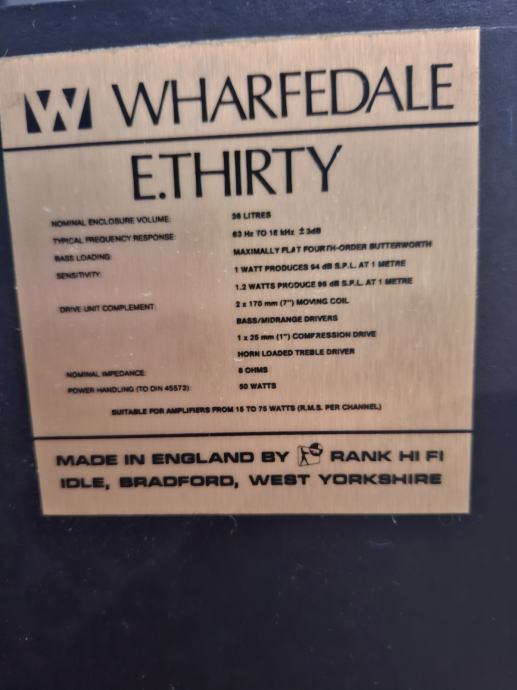 W WHARFEDALE
E.THIRTY
NOMINAL ENCLOSURE VOLUME: 36 LITRES
TYPICAL FREQUENCY RESPONSE: 63 Hz TO 18 kHz ±3dB
BASS LOADING: MAXIMALLY FLAT FOURTH-ORDER BUTTERWORTH
SENSITIVITY: 1 WATT PRODUCES 94 dB S.P.L. AT 1 METRE
1.2 WATTS PRODUCE 95 dB S.P.L. AT 1 METRE
DRIVE UNIT COMPLEMENT: 2 x 170 mm (7") MOVING COIL
BASS/MIDRANGE DRIVERS
1 x 25 mm (1") COMPRESSION DRIVE
HORN LOADED TREBLE DRIVER
NOMINAL IMPEDANCE: 8 OHMS
POWER HANDLING (TO DIN 45573): 50 WATTS
SUITABLE FOR AMPLIFIERS FROM 15 TO 75 WATTS (R.M.S. PER CHANNEL)
MADE IN ENGLAND BY RANK HI FI
IDLE, BRADFORD, WEST YORKSHIRE